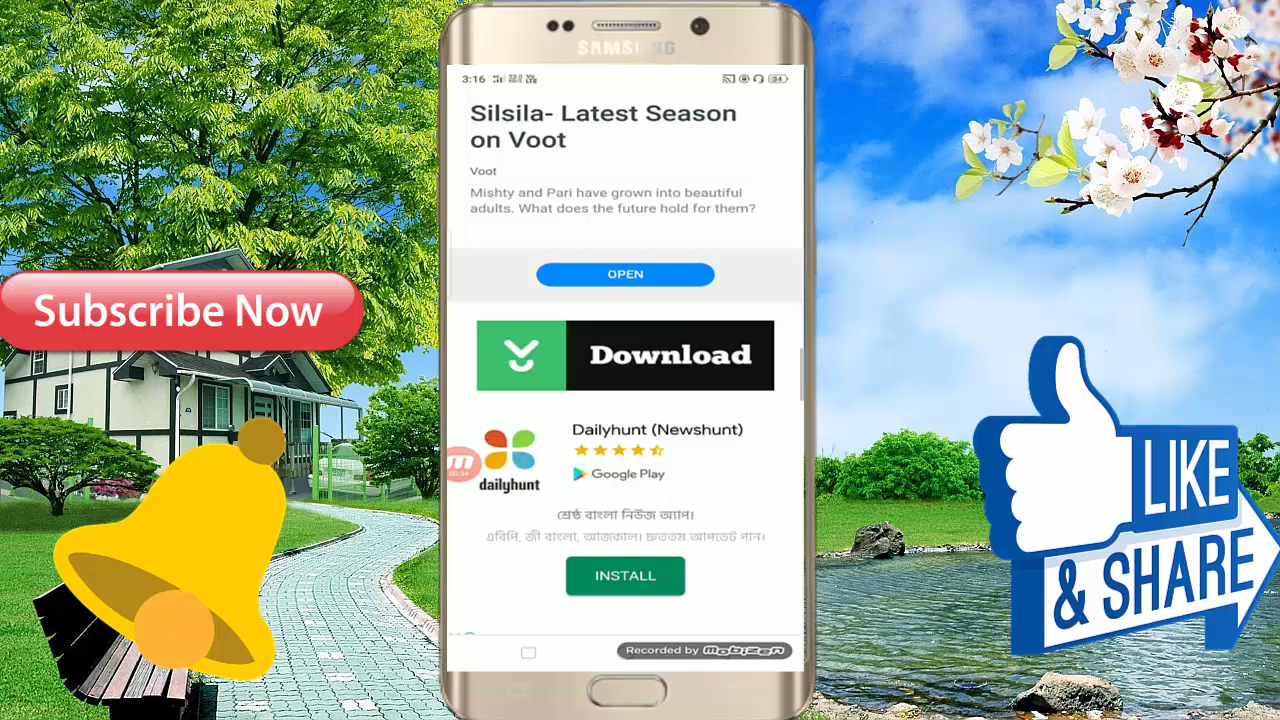 SAMSUNG
3:16
Silsila- Latest Season
on Voot
Voot
Mishty and Pari have grown into beautiful
adults. What does the future hold for them?
OPEN
Subscribe Now
Download
Dailyhunt (Newshunt)
Google Play
dailyhunt
শ্রেষ্ঠ বাংলা নিউজ অ্যাপ।
এবিপি, জী বাংলা, আজকাল। দ্রুততম আপডেট পান।
INSTALL
Recorded by mobizen
LIKE
& SHARE